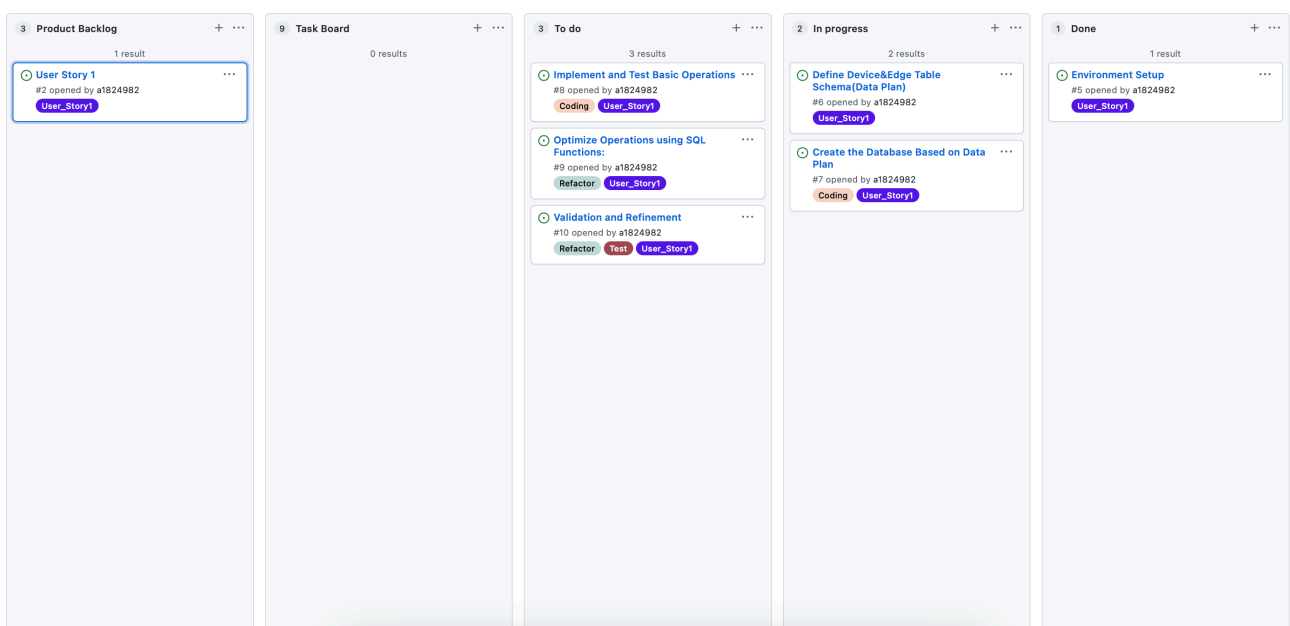 3 Product Backlog + ...
1 result
User Story 1 ...
#2 opened by a1824982
User_Story1
9 Task Board + ...
0 results
3 To do + ...
3 results
Implement and Test Basic Operations ...
#8 opened by a1824982
Coding User_Story1
Optimize Operations using SQL ...
Functions:
#9 opened by a1824982
Refactor User_Story1
Validation and Refinement ...
#10 opened by a1824982
Refactor Test User_Story1
2 In progress + ...
2 results
Define Device&Edge Table ...
Schema(Data Plan)
#6 opened by a1824982
User_Story1
Create the Database Based on Data ...
Plan
#7 opened by a1824982
Coding User_Story1
1 Done + ...
1 result
Environment Setup ...
#5 opened by a1824982
User_Story1